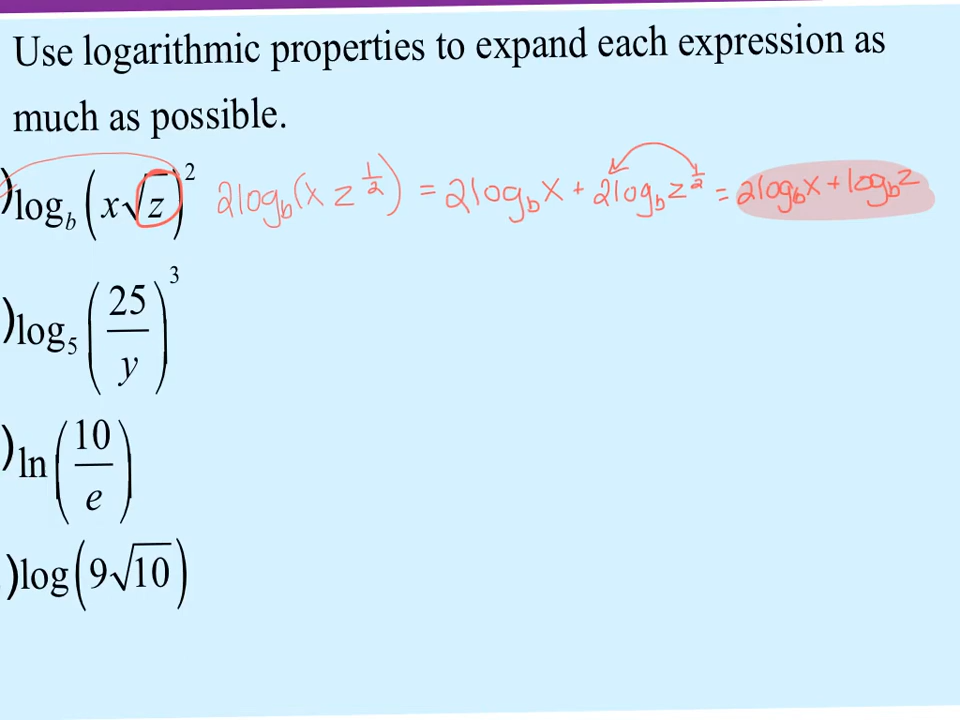 Use logarithmic properties to expand each expression as
much as possible.
)log_b (x√z)^2 2log_b(x z^{1/2}) = 2log_b x + 2log_b z^{1/2} = 2log_b x + log_b z
)log_5 (25/y)^3
)ln(10/e)
)log(9√10)